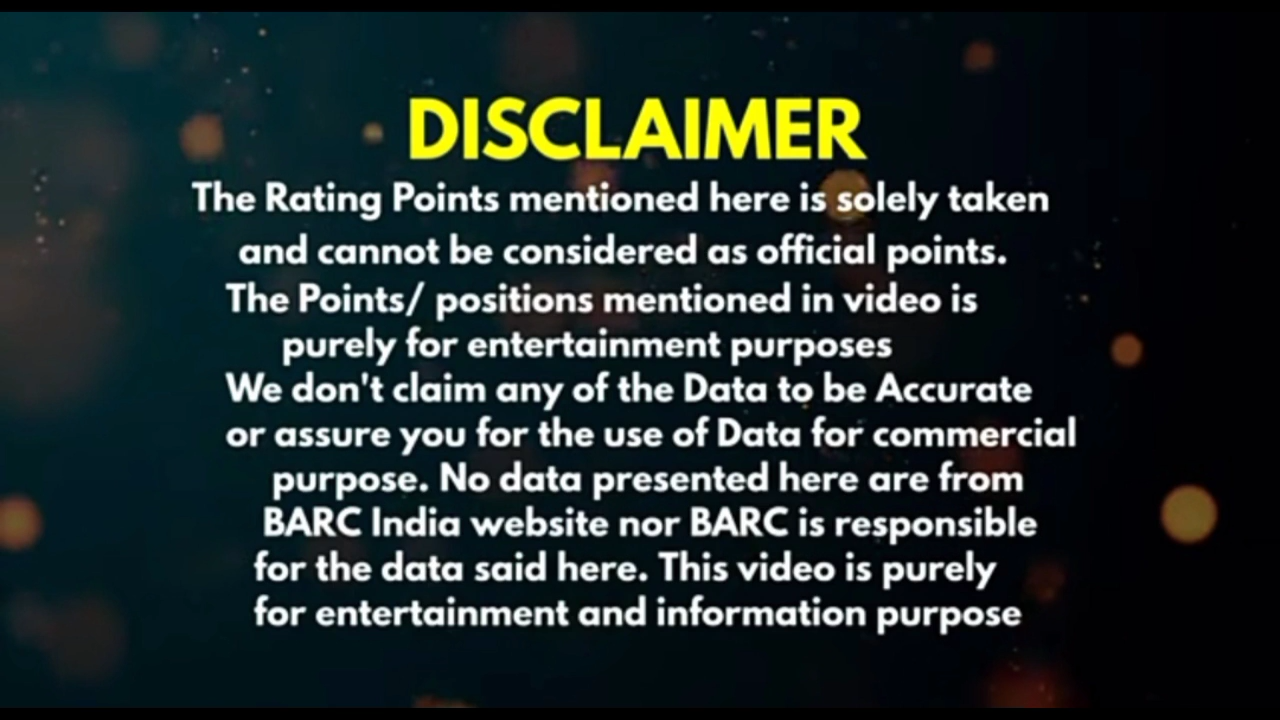 DISCLAIMER
The Rating Points mentioned here is solely taken
and cannot be considered as official points.
The Points/ positions mentioned in video is
purely for entertainment purposes
We don't claim any of the Data to be Accurate
or assure you for the use of Data for commercial
purpose. No data presented here are from
BARC India website nor BARC is responsible
for the data said here. This video is purely
for entertainment and information purpose